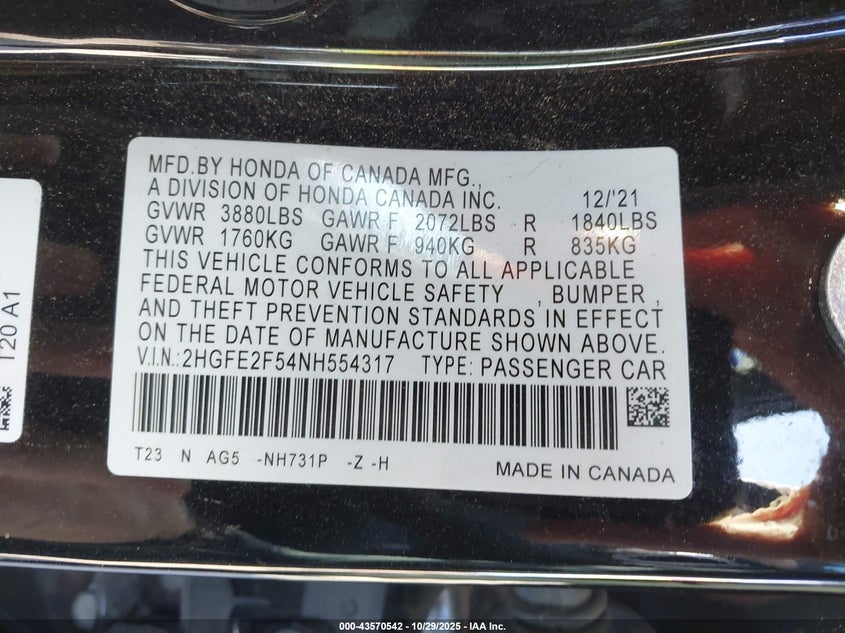 MFD.BY HONDA OF CANADA MFG.,
A DIVISION OF HONDA CANADA INC. 12/'21
GVWR 3880LBS GAWR F 2072LBS R 1840LBS
GVWR 1760KG GAWR F 940KG R 835KG
THIS VEHICLE CONFORMS TO ALL APPLICABLE
FEDERAL MOTOR VEHICLE SAFETY , BUMPER ,
AND THEFT PREVENTION STANDARDS IN EFFECT
ON THE DATE OF MANUFACTURE SHOWN ABOVE.
V.I.N.:2HGFE2F54NH554317 TYPE: PASSENGER CAR
T23 N AG5 -NH731P -Z -H
MADE IN CANADA
T20 A1
000-43570542 - 10/29/2025 - IAA Inc.